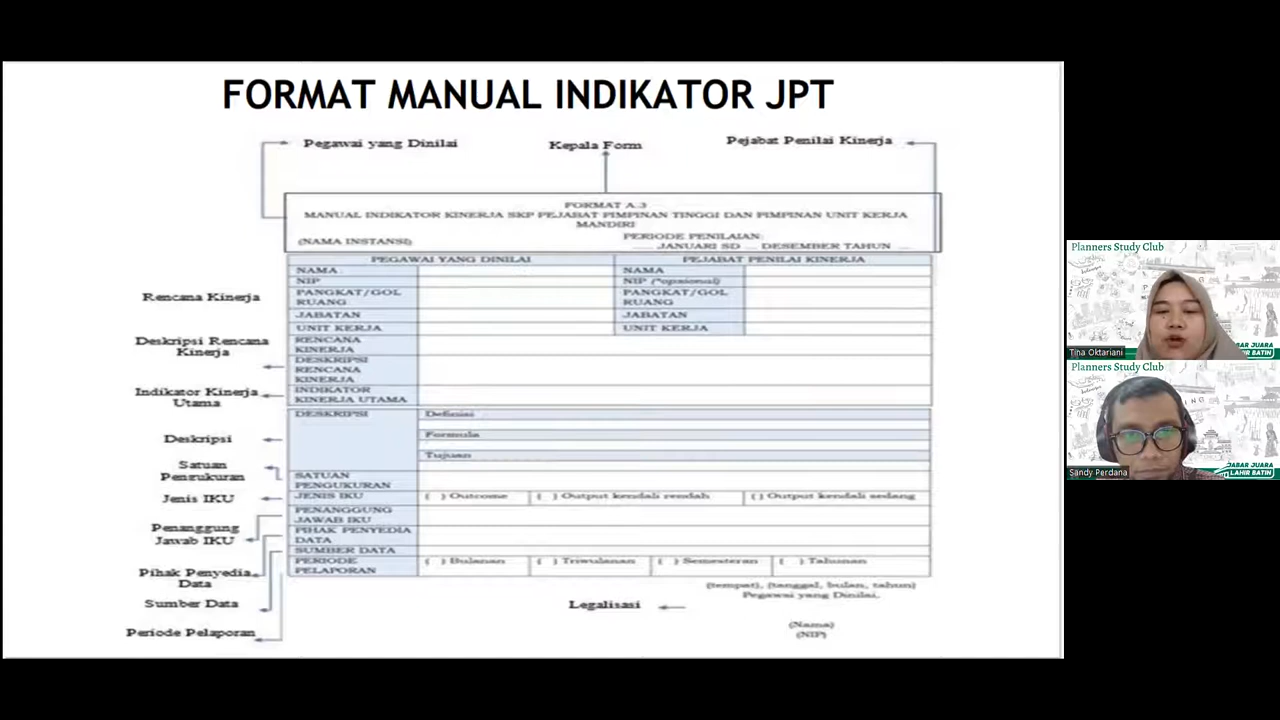 FORMAT MANUAL INDIKATOR JPT
Pegawai yang Dinilai
Kepala Form
Pejabat Penilai Kinerja
FORMAT A.3
MANUAL INDIKATOR KINERJA SKP PEJABAT PIMPINAN TINGGI DAN PIMPINAN UNIT KERJA
MANDIRI
(NAMA INSTANSI)
PERIODE PENILAIAN:
..... JANUARI SD ... DESEMBER TAHUN ...
PEGAWAI YANG DINILAI
PEJABAT PENILAI KINERJA
NAMA
NAMA
NIP
NIP (*opsional)
PANGKAT/GOL
RUANG
PANGKAT/GOL
RUANG
JABATAN
JABATAN
UNIT KERJA
UNIT KERJA
Rencana Kinerja
RENCANA
KINERJA
Deskripsi Rencana
Kinerja
DESKRIPSI
RENCANA
KINERJA
Indikator Kinerja
Utama
INDIKATOR
KINERJA UTAMA
Deskripsi
DESKRIPSI
Definisi
Formula
Tujuan
Satuan
Pengukuran
SATUAN
PENGUKURAN
Jenis IKU
JENIS IKU
( ) Outcome
( ) Output kendali rendah
( ) Output kendali sedang
Penanggung
Jawab IKU
PENANGGUNG
JAWAB IKU
Pihak Penyedia
Data
PIHAK PENYEDIA
DATA
Sumber Data
SUMBER DATA
Periode Pelaporan
PERIODE
PELAPORAN
( ) Bulanan
( ) Triwulanan
( ) Semesteran
( ) Tahunan
Legalisasi
(tempat), (tanggal, bulan, tahun)
Pegawai yang Dinilai,
(Nama)
(NIP)
Planners Study Club
Tina Oktariani
Planners Study Club
JABAR JUARA
LAHIR BATIN
Sandy Perdana